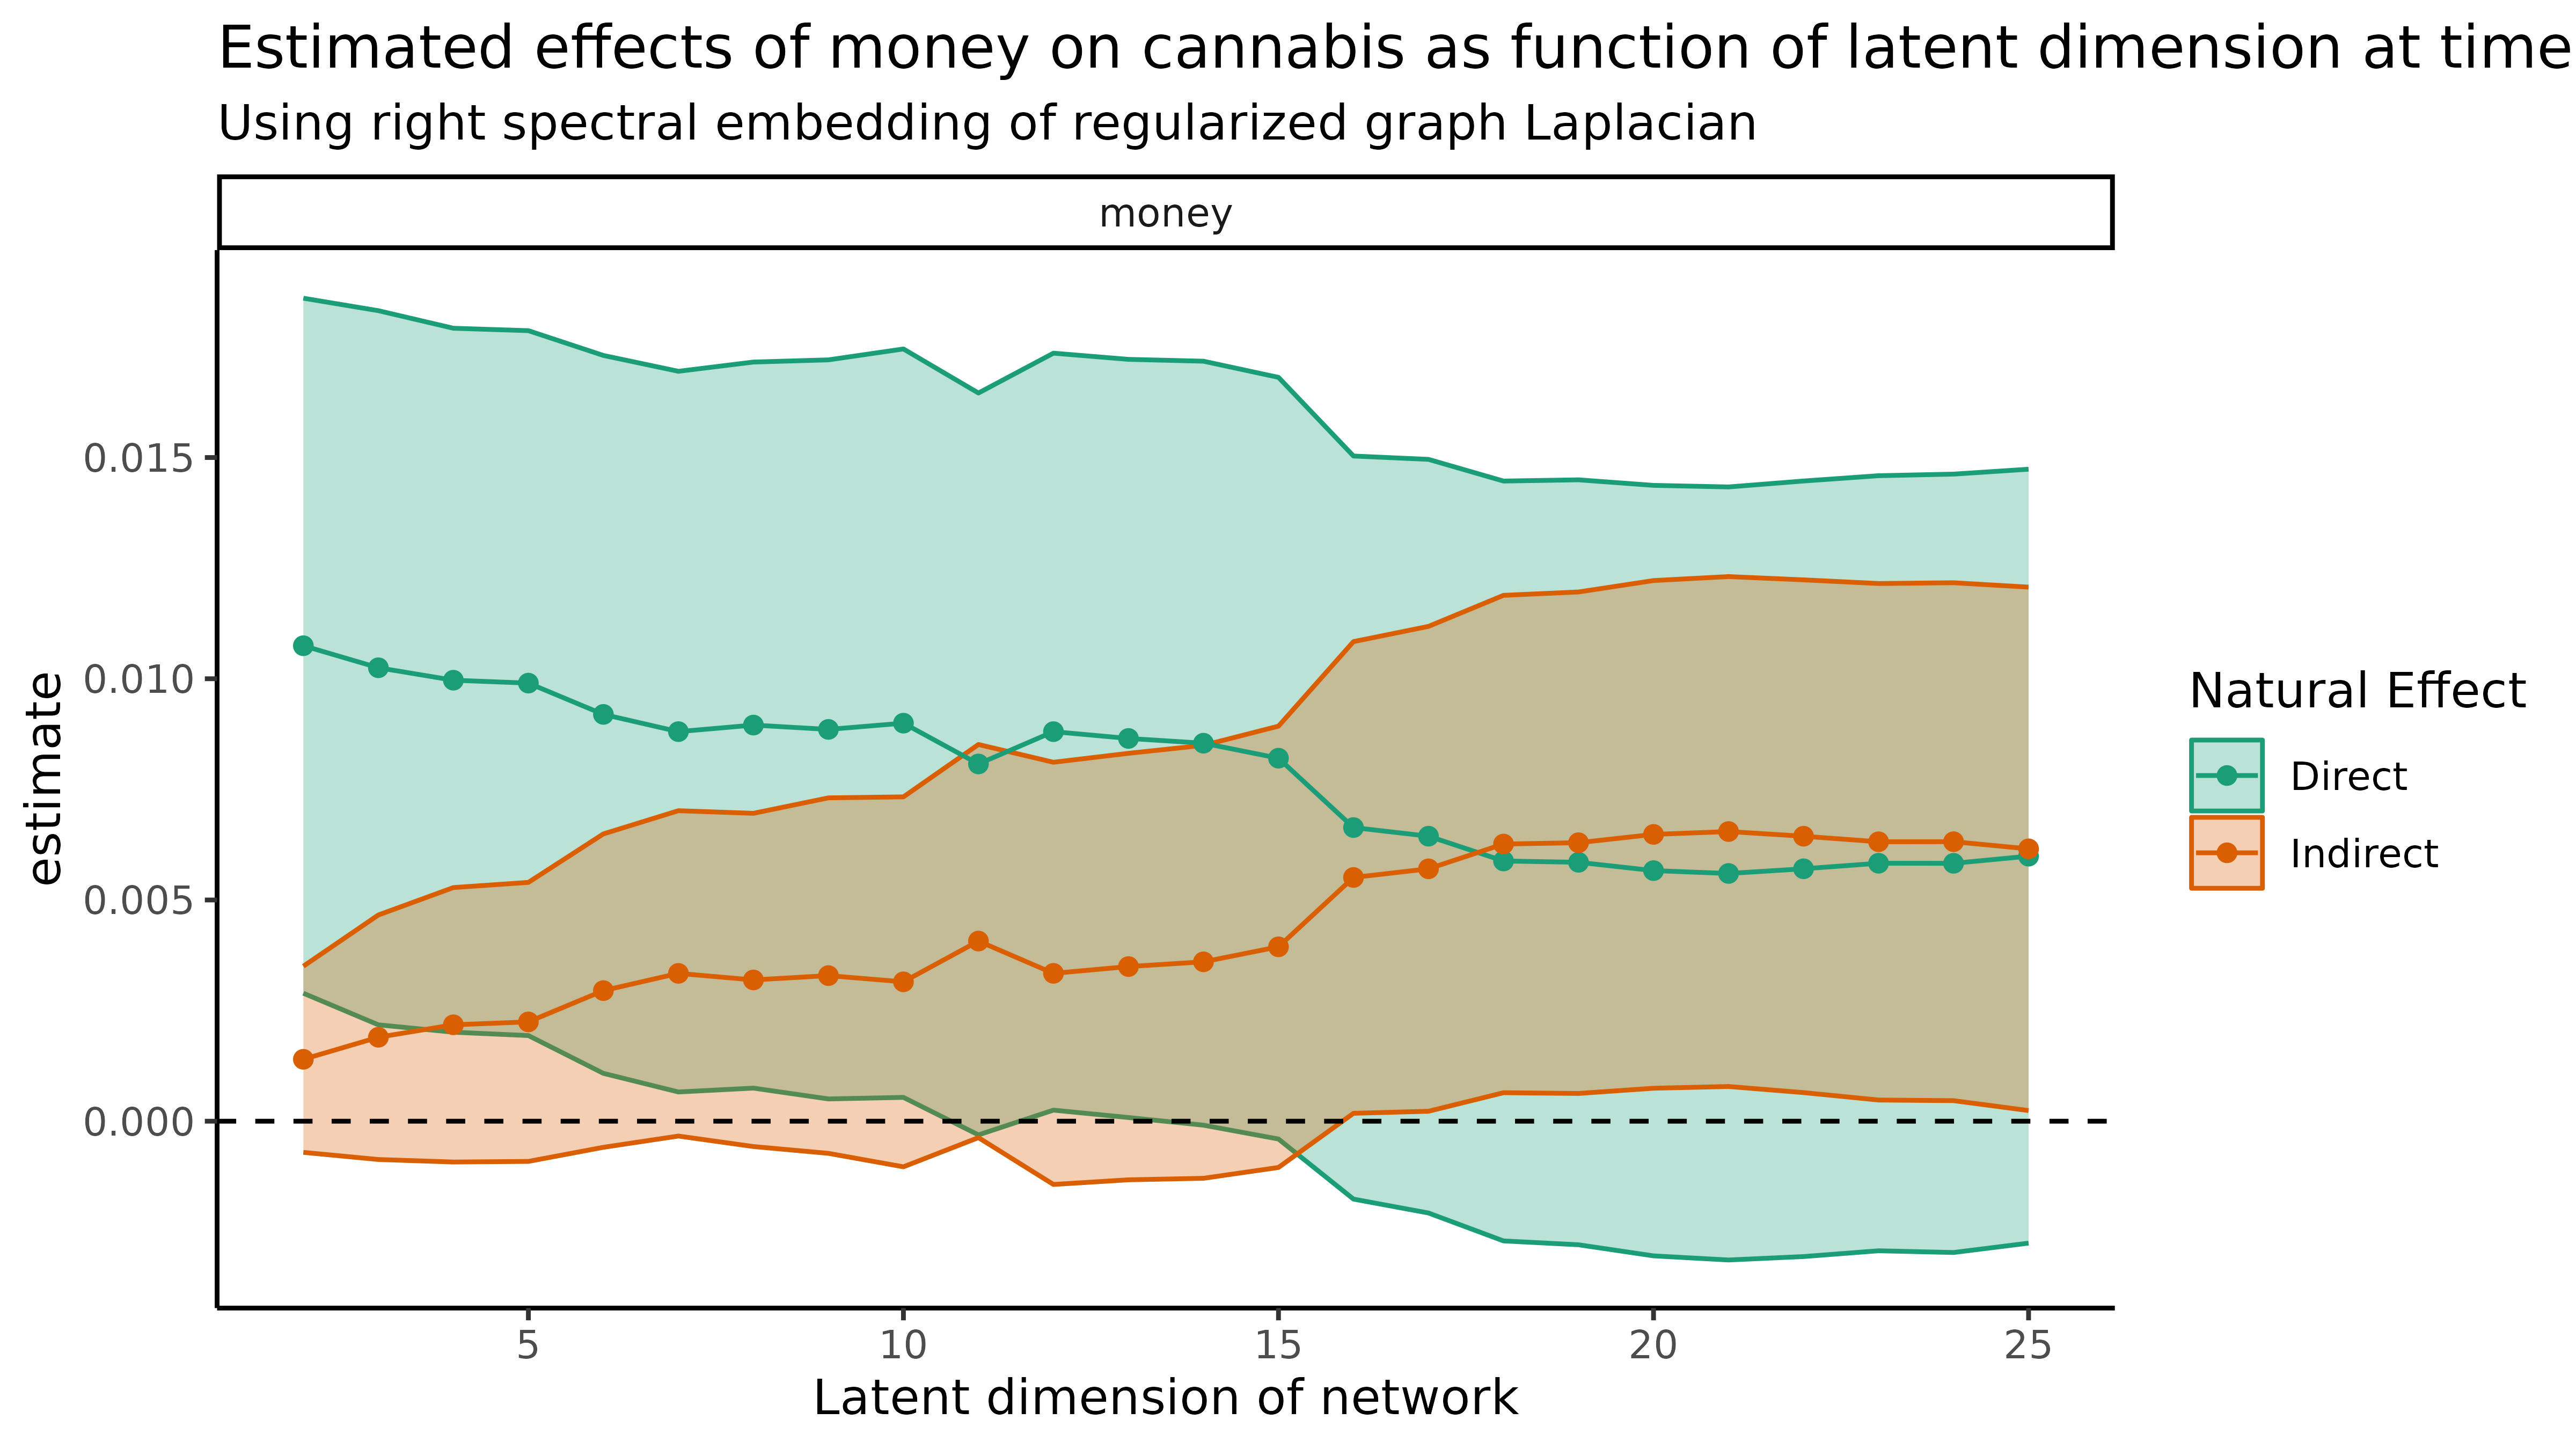 Estimated effects of money on cannabis as function of latent dimension at time
Using right spectral embedding of regularized graph Laplacian
money
0.015
0.010
0.005
0.000
estimate
5 10 15 20 25
Latent dimension of network
Natural Effect
Direct
Indirect